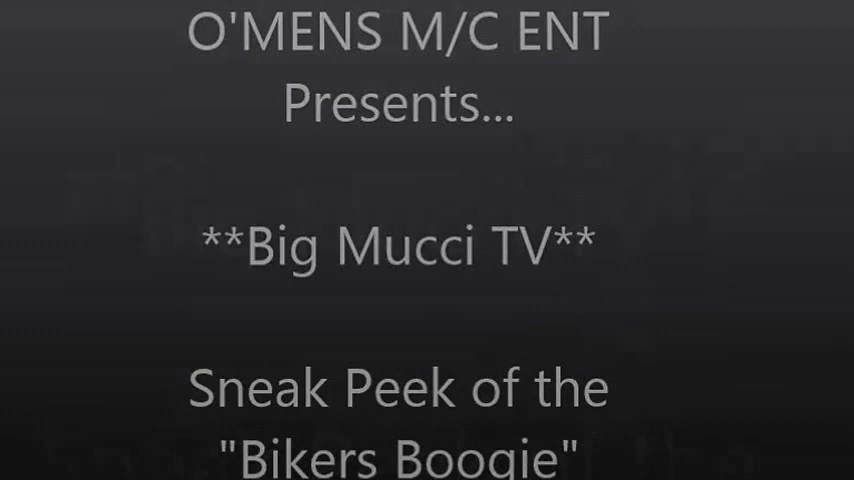 O'MENS M/C ENT
Presents...
**Big Mucci TV**
Sneak Peek of the
"Bikers Boogie"